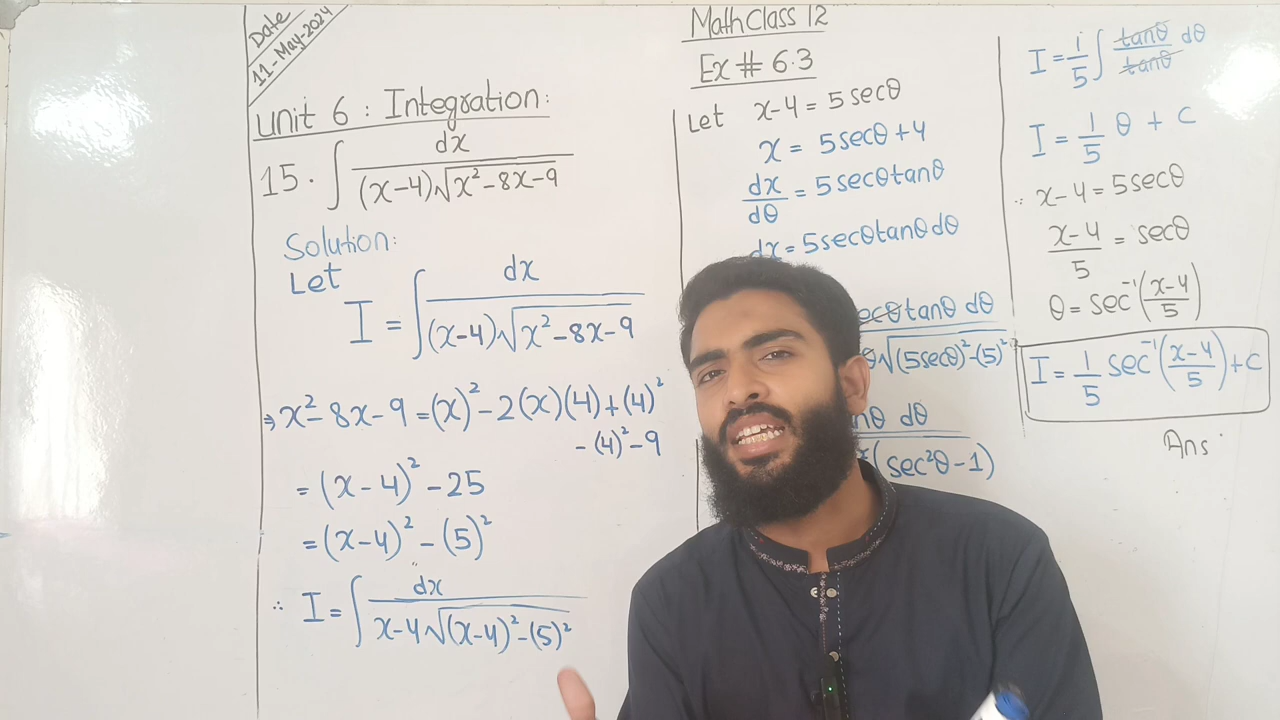 Date
11-May-2024
Unit 6 : Integration:
15. ∫ dx / (x-4)√x²-8x-9
Solution:
Let
I = ∫ dx / (x-4)√x²-8x-9
⇒ x²-8x-9 = (x)²-2(x)(4)+(4)²
-(4)²-9
= (x-4)²-25
= (x-4)²-(5)²
∴ I = ∫ dx / x-4√(x-4)²-(5)²
Math Class 12
Ex # 6.3
Let x-4 = 5secθ
x = 5secθ+4
dx/dθ = 5secθtanθ
dx = 5secθtanθdθ
secθtanθ dθ
θ√(5secθ)²-(5)²
nθ dθ
(sec²θ-1)
I = 1/5 ∫ tanθ/tanθ dθ
I = 1/5 θ + c
∵ x-4 = 5secθ
x-4/5 = secθ
θ = sec⁻¹(x-4/5)
I = 1/5 sec⁻¹(x-4/5)+c
Ans